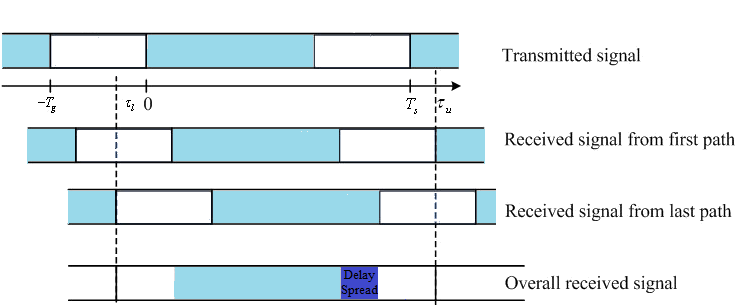 Transmitted signal
−Tg τl 0 Ts τu
Received signal from first path
Received signal from last path
Delay
Spread
Overall received signal